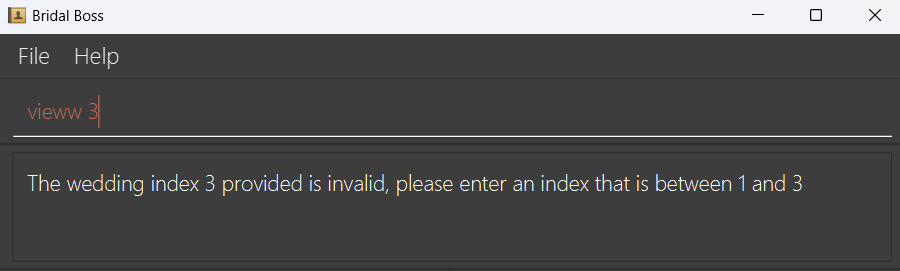 Bridal Boss
File Help
vieww 3
The wedding index 3 provided is invalid, please enter an index that is between 1 and 3